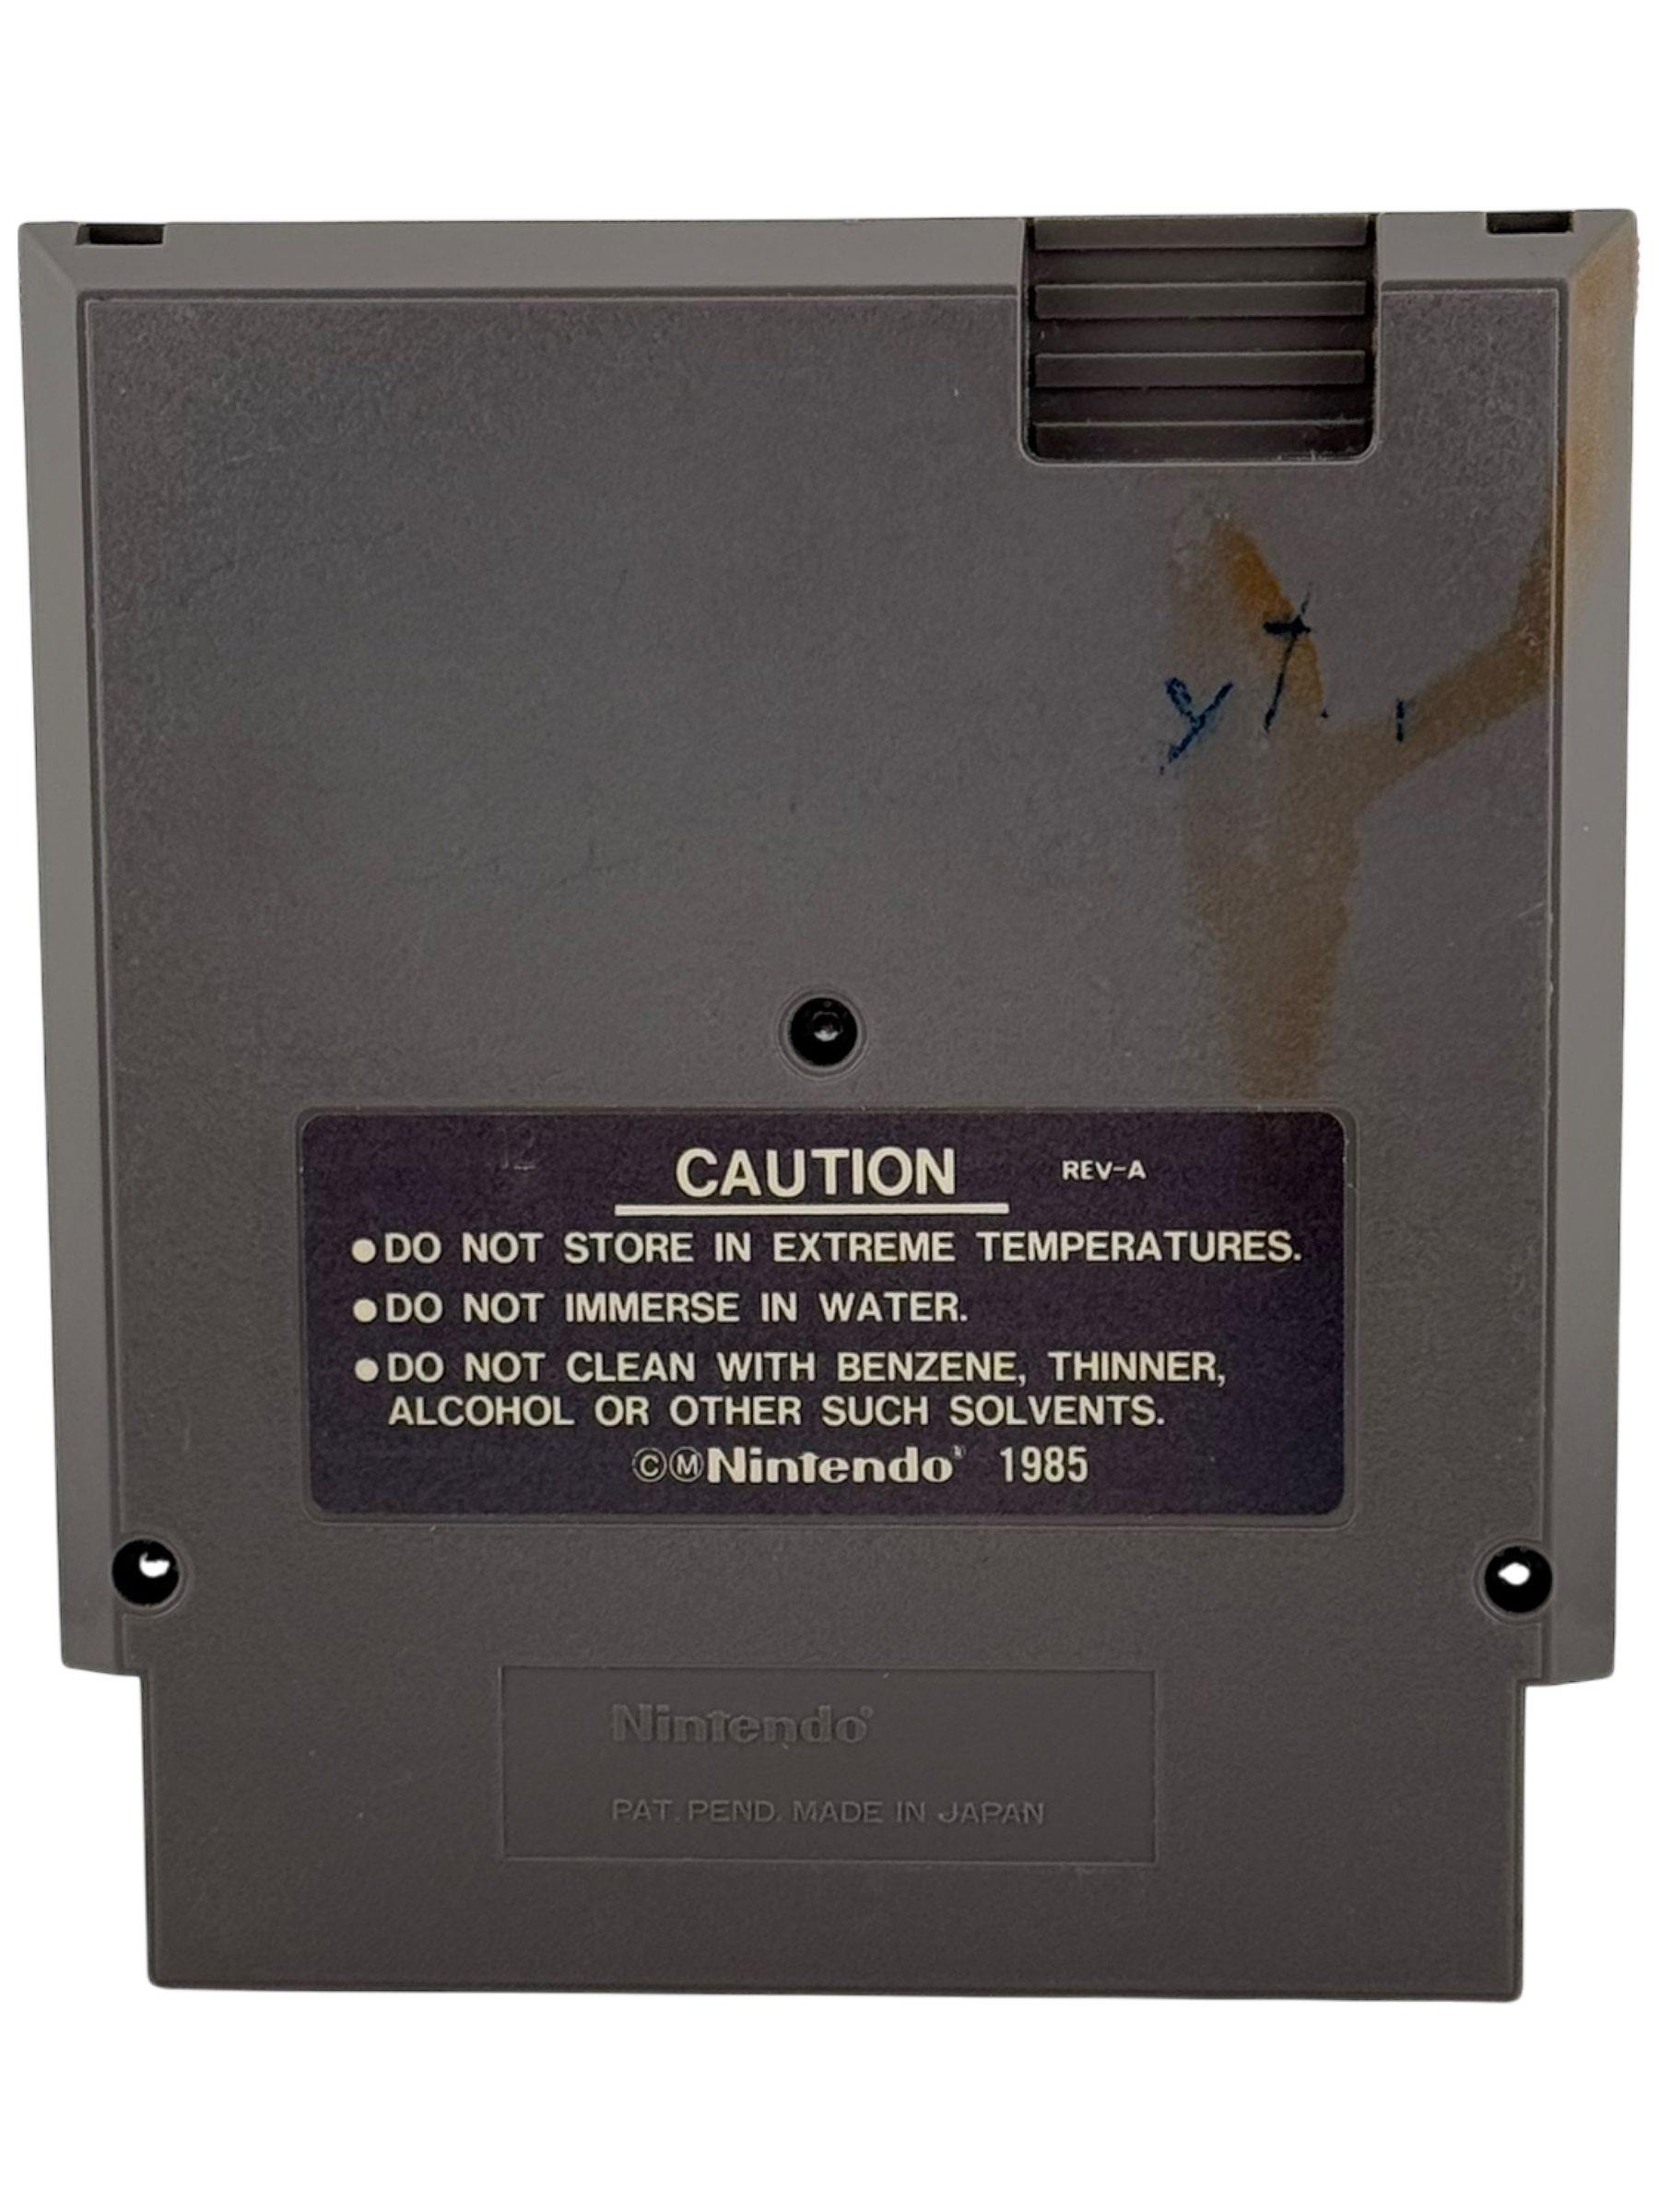 CAUTION REV-A
●DO NOT STORE IN EXTREME TEMPERATURES.
●DO NOT IMMERSE IN WATER.
●DO NOT CLEAN WITH BENZENE, THINNER,
ALCOHOL OR OTHER SUCH SOLVENTS.
©ⓂNintendo® 1985
Nintendo®
PAT. PEND. MADE IN JAPAN